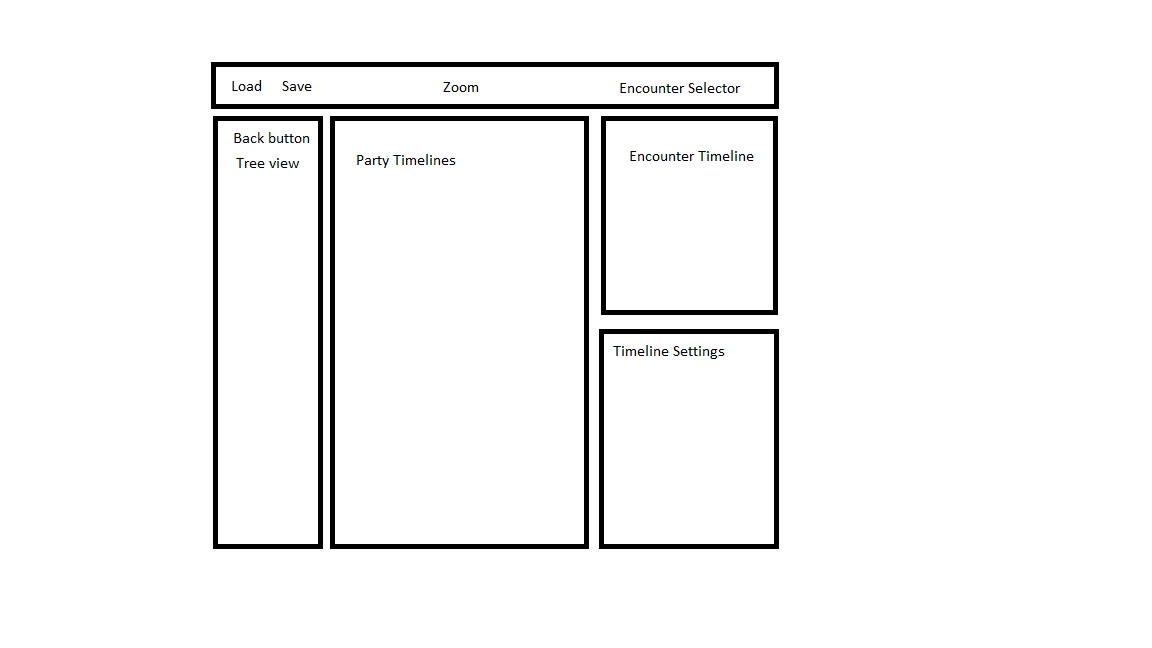 Load Save Zoom Encounter Selector
Back button
Tree view
Party Timelines
Encounter Timeline
Timeline Settings